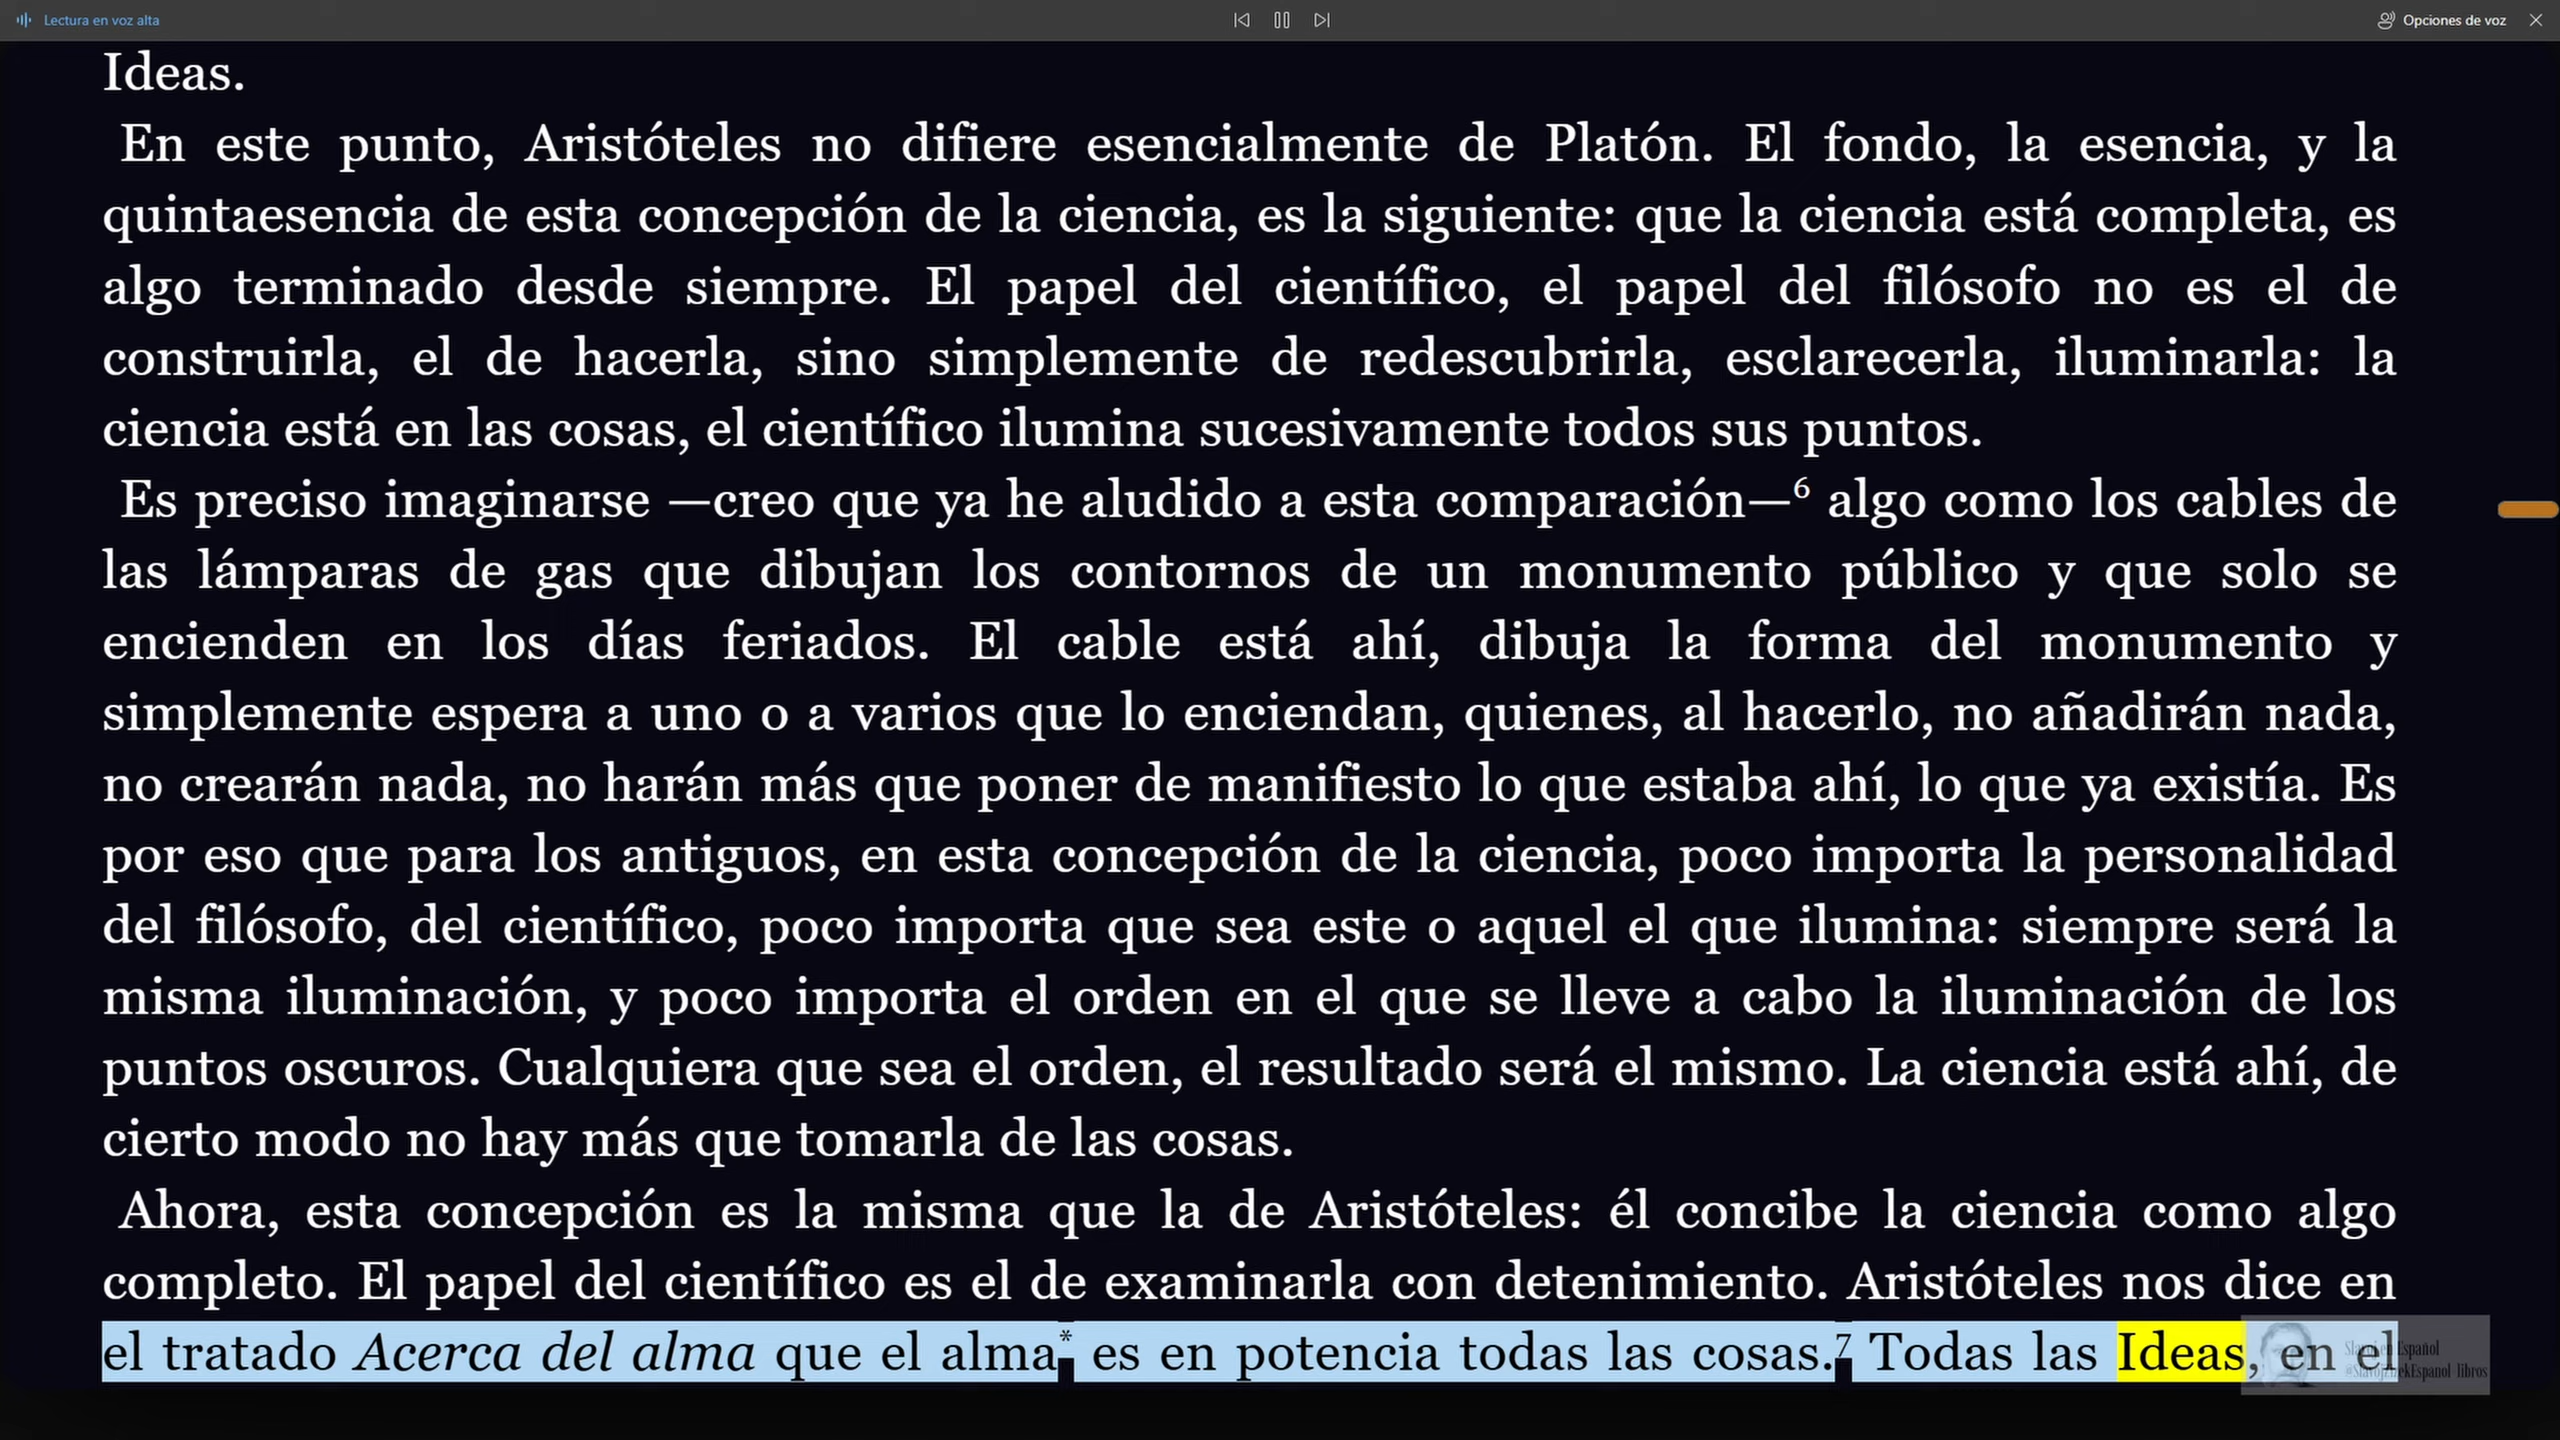 Lectura en voz alta
Opciones de voz
Ideas.
En este punto, Aristóteles no difiere esencialmente de Platón. El fondo, la esencia, y la
quintaesencia de esta concepción de la ciencia, es la siguiente: que la ciencia está completa, es
algo terminado desde siempre. El papel del científico, el papel del filósofo no es el de
construirla, el de hacerla, sino simplemente de redescubrirla, esclarecerla, iluminarla: la
ciencia está en las cosas, el científico ilumina sucesivamente todos sus puntos.
Es preciso imaginarse —creo que ya he aludido a esta comparación—⁶ algo como los cables de
las lámparas de gas que dibujan los contornos de un monumento público y que solo se
encienden en los días feriados. El cable está ahí, dibuja la forma del monumento y
simplemente espera a uno o a varios que lo enciendan, quienes, al hacerlo, no añadirán nada,
no crearán nada, no harán más que poner de manifiesto lo que estaba ahí, lo que ya existía. Es
por eso que para los antiguos, en esta concepción de la ciencia, poco importa la personalidad
del filósofo, del científico, poco importa que sea este o aquel el que ilumina: siempre será la
misma iluminación, y poco importa el orden en el que se lleve a cabo la iluminación de los
puntos oscuros. Cualquiera que sea el orden, el resultado será el mismo. La ciencia está ahí, de
cierto modo no hay más que tomarla de las cosas.
Ahora, esta concepción es la misma que la de Aristóteles: él concibe la ciencia como algo
completo. El papel del científico es el de examinarla con detenimiento. Aristóteles nos dice en
el tratado Acerca del alma que el alma* es en potencia todas las cosas.⁷ Todas las Ideas, en el
Español